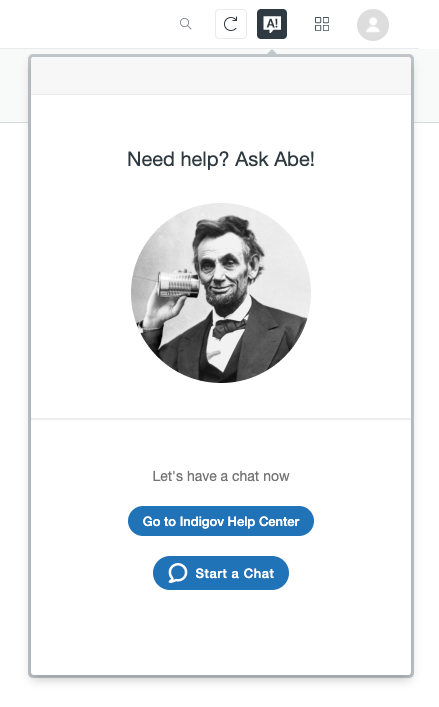 A!
Need help? Ask Abe!
Let's have a chat now
Go to Indigov Help Center
Start a Chat